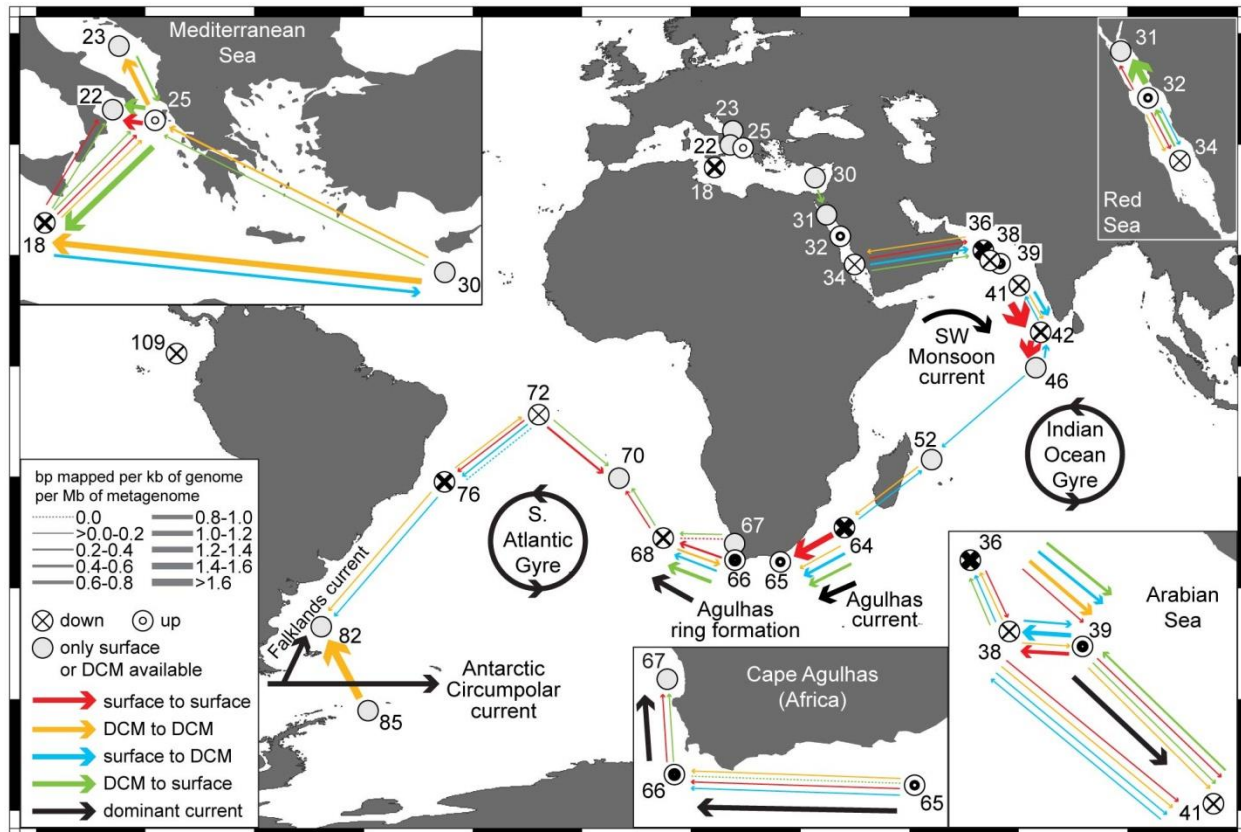 Mediterranean
Sea
23
22
25
18
30
31
32
34
Red
Sea
23
25
22
18
30
31
32
34
36
38
39
41
42
46
SW
Monsoon
current
109
72
70
76
52
Indian
Ocean
Gyre
S.
Atlantic
Gyre
67
68
66
65
64
Agulhas
ring formation
Agulhas
current
Falklands current
82
85
Antarctic
Circumpolar
current
bp mapped per kb of genome
per Mb of metagenome
0.0
0.8-1.0
>0.0-0.2
1.0-1.2
0.2-0.4
1.2-1.4
0.4-0.6
1.4-1.6
0.6-0.8
>1.6
down
up
only surface
or DCM available
surface to surface
DCM to DCM
surface to DCM
DCM to surface
dominant current
67
Cape Agulhas
(Africa)
66
65
36
Arabian
Sea
39
38
41